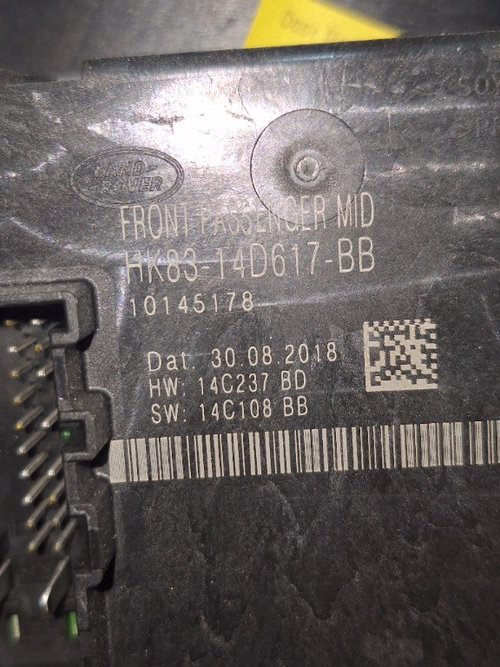 LAND
ROVER
FRONT PASSENGER MID
HK83-14D617-BB
10145178
Dat. 30.08.2018
HW: 14C237 BD
SW: 14C108 BB